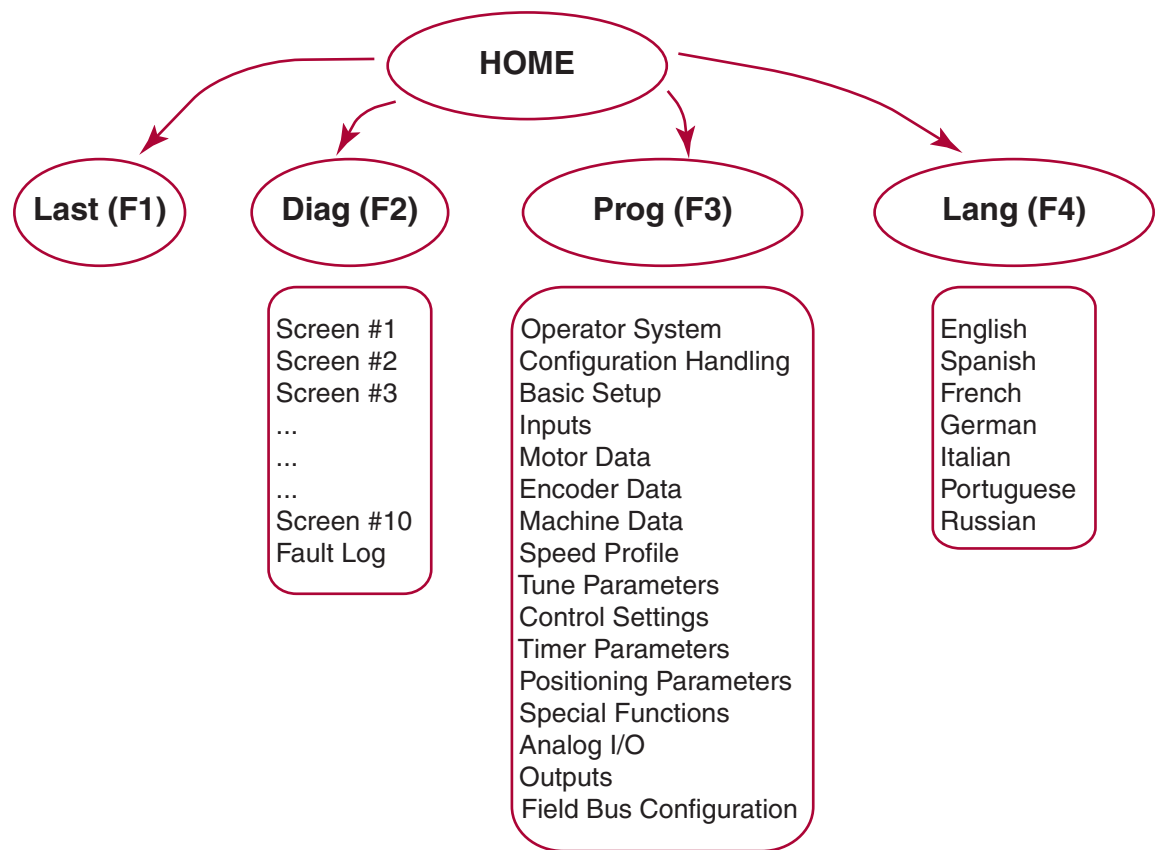 HOME
Last (F1)
Diag (F2)
Prog (F3)
Lang (F4)
Screen #1
Screen #2
Screen #3
...
...
...
Screen #10
Fault Log
Operator System
Configuration Handling
Basic Setup
Inputs
Motor Data
Encoder Data
Machine Data
Speed Profile
Tune Parameters
Control Settings
Timer Parameters
Positioning Parameters
Special Functions
Analog I/O
Outputs
Field Bus Configuration
English
Spanish
French
German
Italian
Portuguese
Russian